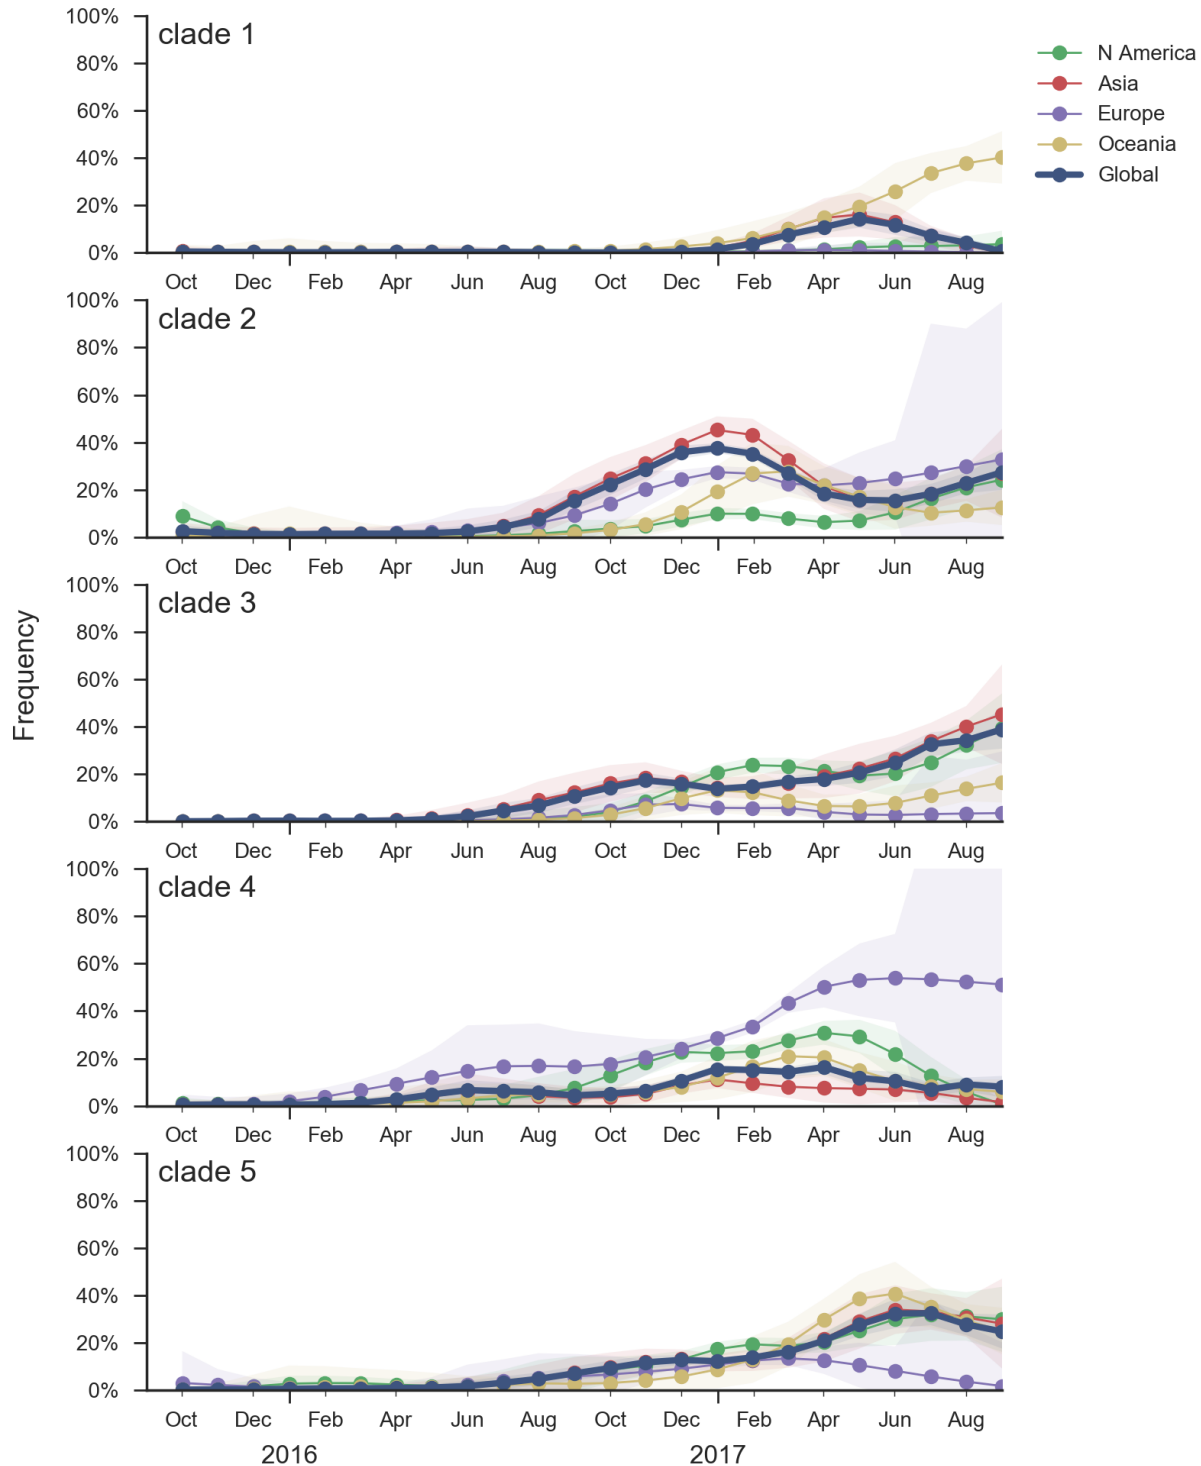 100%
clade 1
80%
60%
40%
20%
0%
Oct Dec Feb Apr Jun Aug Oct Dec Feb Apr Jun Aug
N America
Asia
Europe
Oceania
Global
100%
clade 2
80%
60%
40%
20%
0%
Oct Dec Feb Apr Jun Aug Oct Dec Feb Apr Jun Aug
Frequency
100%
clade 3
80%
60%
40%
20%
0%
Oct Dec Feb Apr Jun Aug Oct Dec Feb Apr Jun Aug
100%
clade 4
80%
60%
40%
20%
0%
Oct Dec Feb Apr Jun Aug Oct Dec Feb Apr Jun Aug
100%
clade 5
80%
60%
40%
20%
0%
Oct Dec Feb Apr Jun Aug Oct Dec Feb Apr Jun Aug
2016 2017